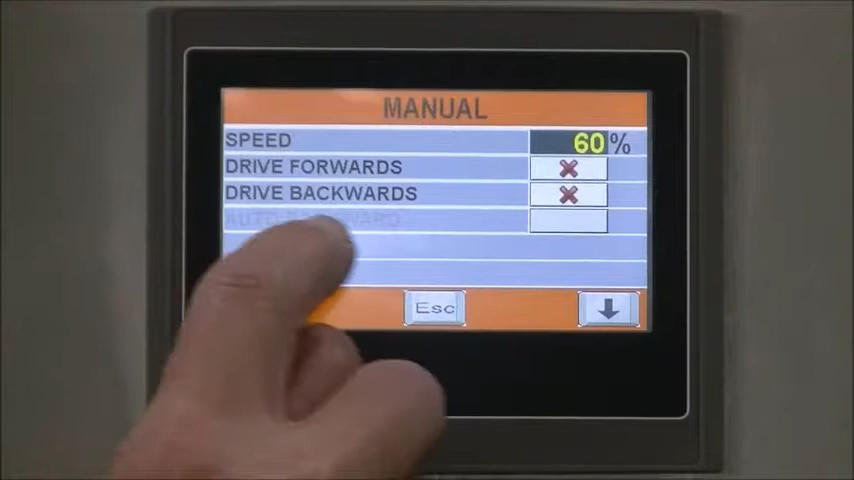 MANUAL
SPEED 60 %
DRIVE FORWARDS
DRIVE BACKWARDS
Esc